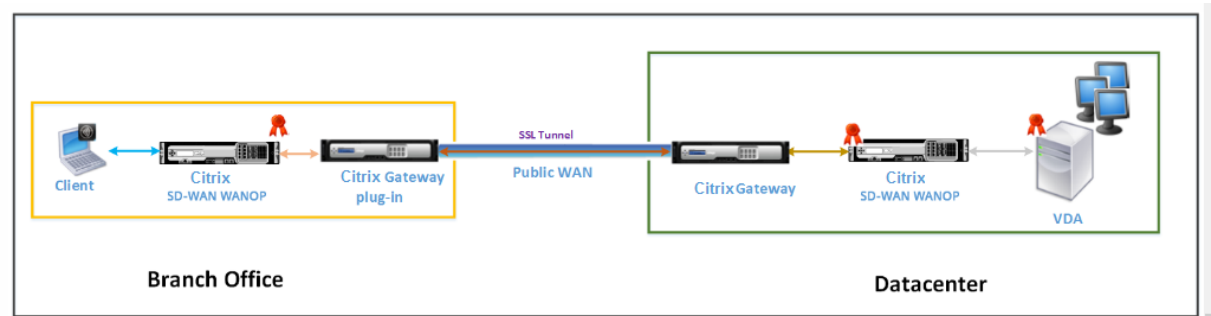 SSL Tunnel
Client
Citrix
SD-WAN WANOP
Citrix Gateway
plug-in
Public WAN
Citrix Gateway
Citrix
SD-WAN WANOP
VDA
Branch Office
Datacenter